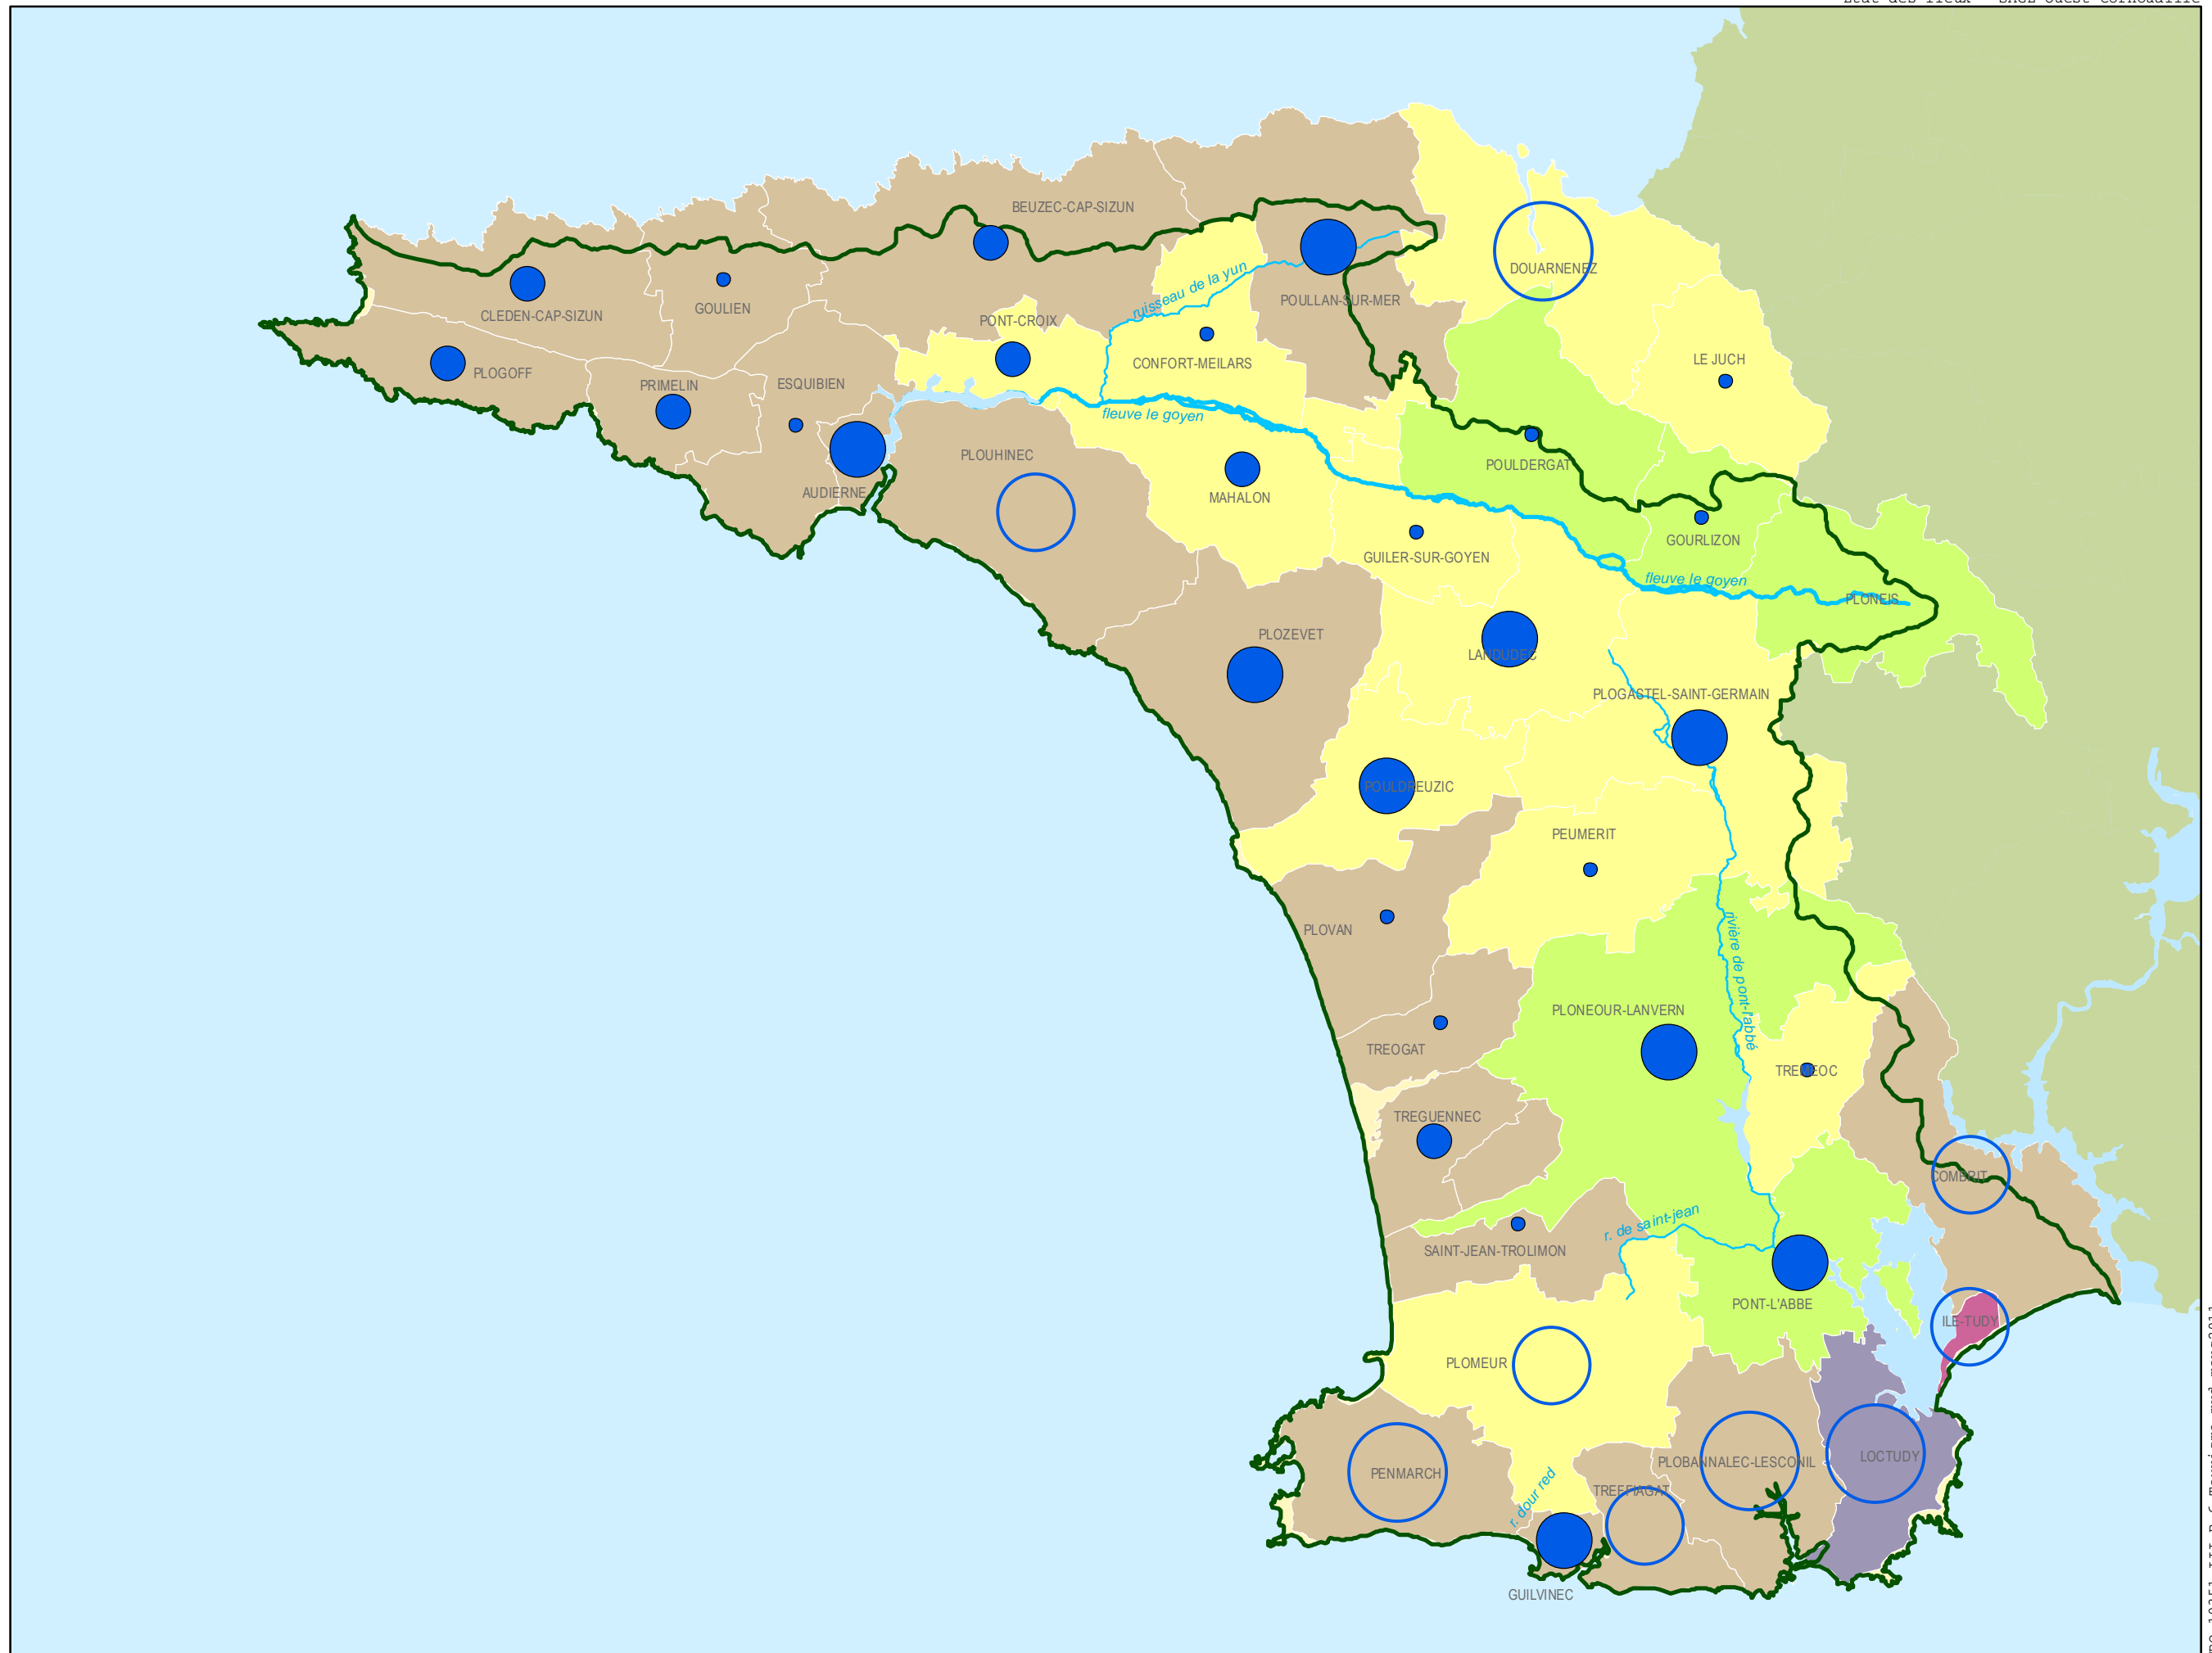 BEUZEC-CAP-SIZUN
DOUARNENEZ
ruisseau de la yun
POULLAN-SUR-MER
GOULIEN
CLEDEN-CAP-SIZUN
PONT-CROIX
LE JUCH
CONFORT-MEILARS
PLOGOFF
PRIMELIN
ESQUIBIEN
fleuve le goyen
PLOUHINEC
POULDERGAT
AUDIERNE
MAHALON
GOURLIZON
GUILER-SUR-GOYEN
fleuve le goyen
PLONEIS
PLOZEVET
LANDUDEC
PLOGASTEL-SAINT-GERMAIN
POULDREUZIC
PEUMERIT
PLOVAN
rivière de pont-l'abbé
PLONEOUR-LANVERN
TREOGAT
TREMEOC
TREGUENNEC
COMBRIT
r. de saint-jean
SAINT-JEAN-TROLIMON
PONT-L'ABBE
ILE-TUDY
PLOMEUR
LOCTUDY
PLOBANNALEC-LESCONIL
PENMARCH
TREFFIAGAT
r. dour red
GUILVINEC